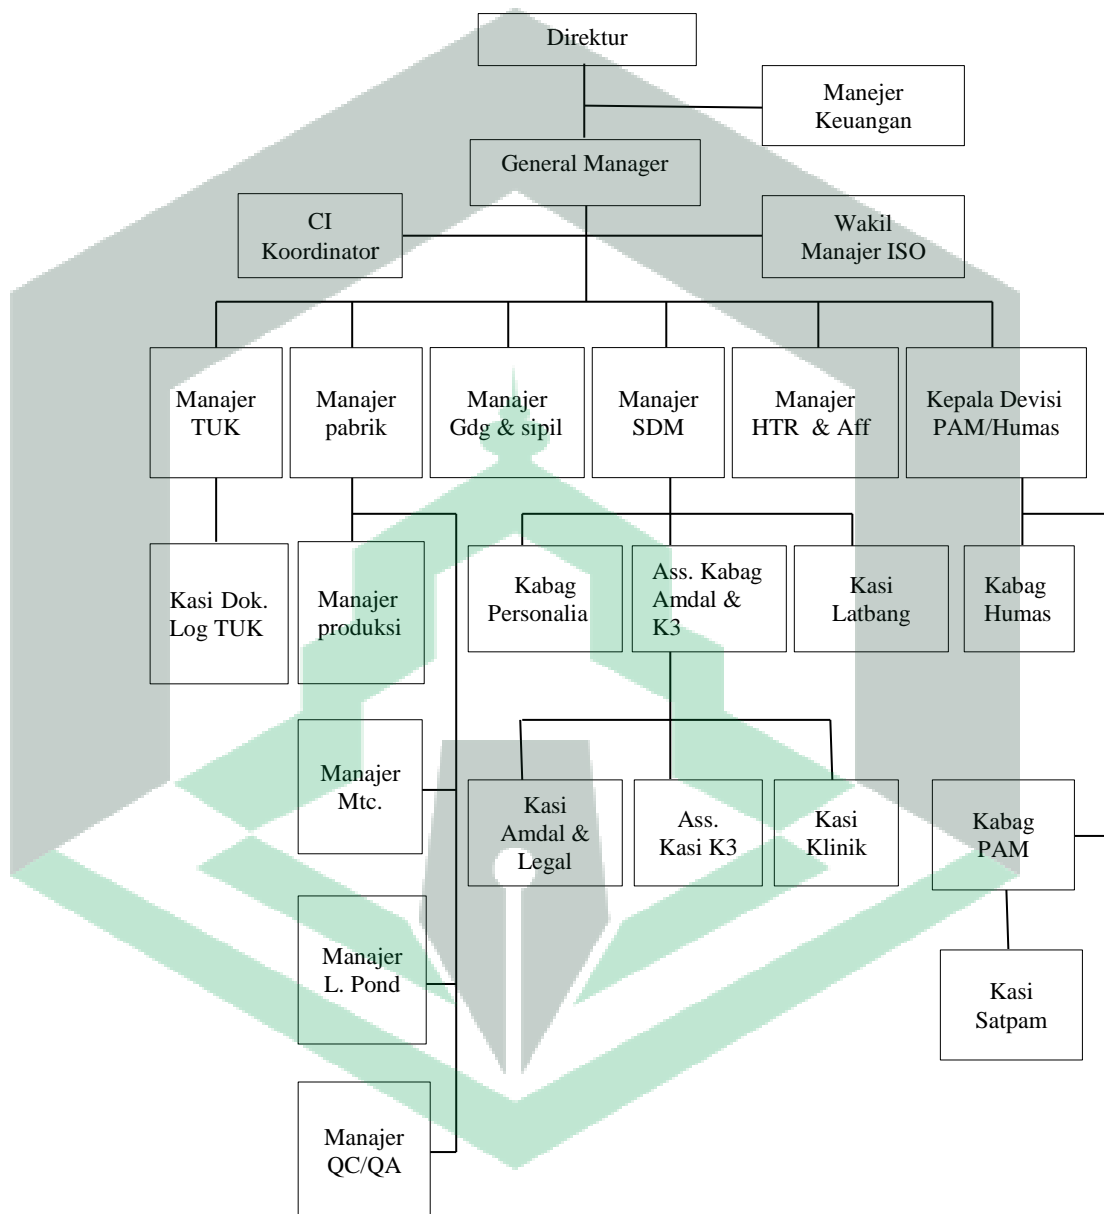 Direktur
Manejer
Keuangan
General Manager
CI
Koordinator
Wakil
Manajer ISO
Manajer
TUK
Manajer
pabrik
Manajer
Gdg & sipil
Manajer
SDM
Manajer
HTR & Aff
Kepala Devisi
PAM/Humas
Kasi Dok.
Log TUK
Manajer
produksi
Kabag
Personalia
Ass. Kabag
Amdal &
K3
Kasi
Latbang
Kabag
Humas
Manajer
Mtc.
Kasi
Amdal &
Legal
Ass.
Kasi K3
Kasi
Klinik
Kabag
PAM
Manajer
L. Pond
Kasi
Satpam
Manajer
QC/QA